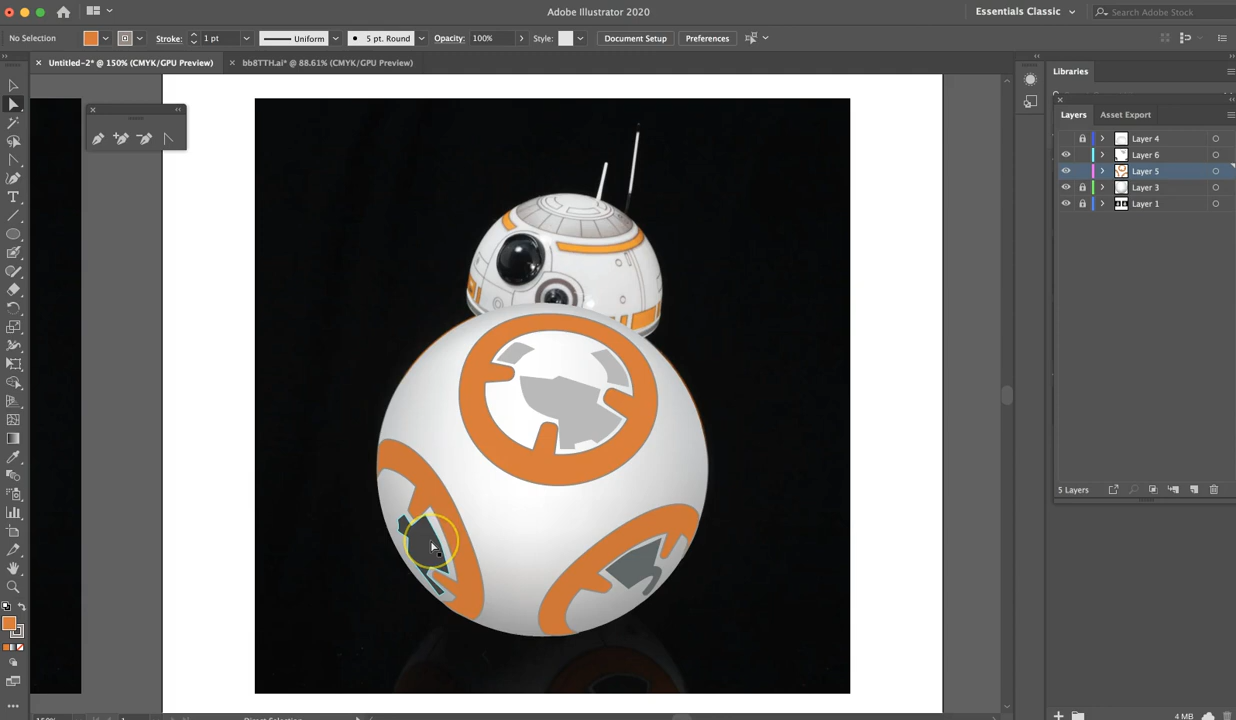 Adobe Illustrator 2020
Essentials Classic
Search Adobe Stock
No Selection
Stroke:
1 pt
Uniform
5 pt. Round
Opacity:
100%
Style:
Document Setup
Preferences
Untitled-2* @ 150% (CMYK/GPU Preview)
bb8TTH.ai* @ 88.61% (CMYK/GPU Preview)
Libraries
Layers
Asset Export
Layer 4
Layer 6
Layer 5
Layer 3
Layer 1
5 Layers
4 MB
150%
1
Direct Selection